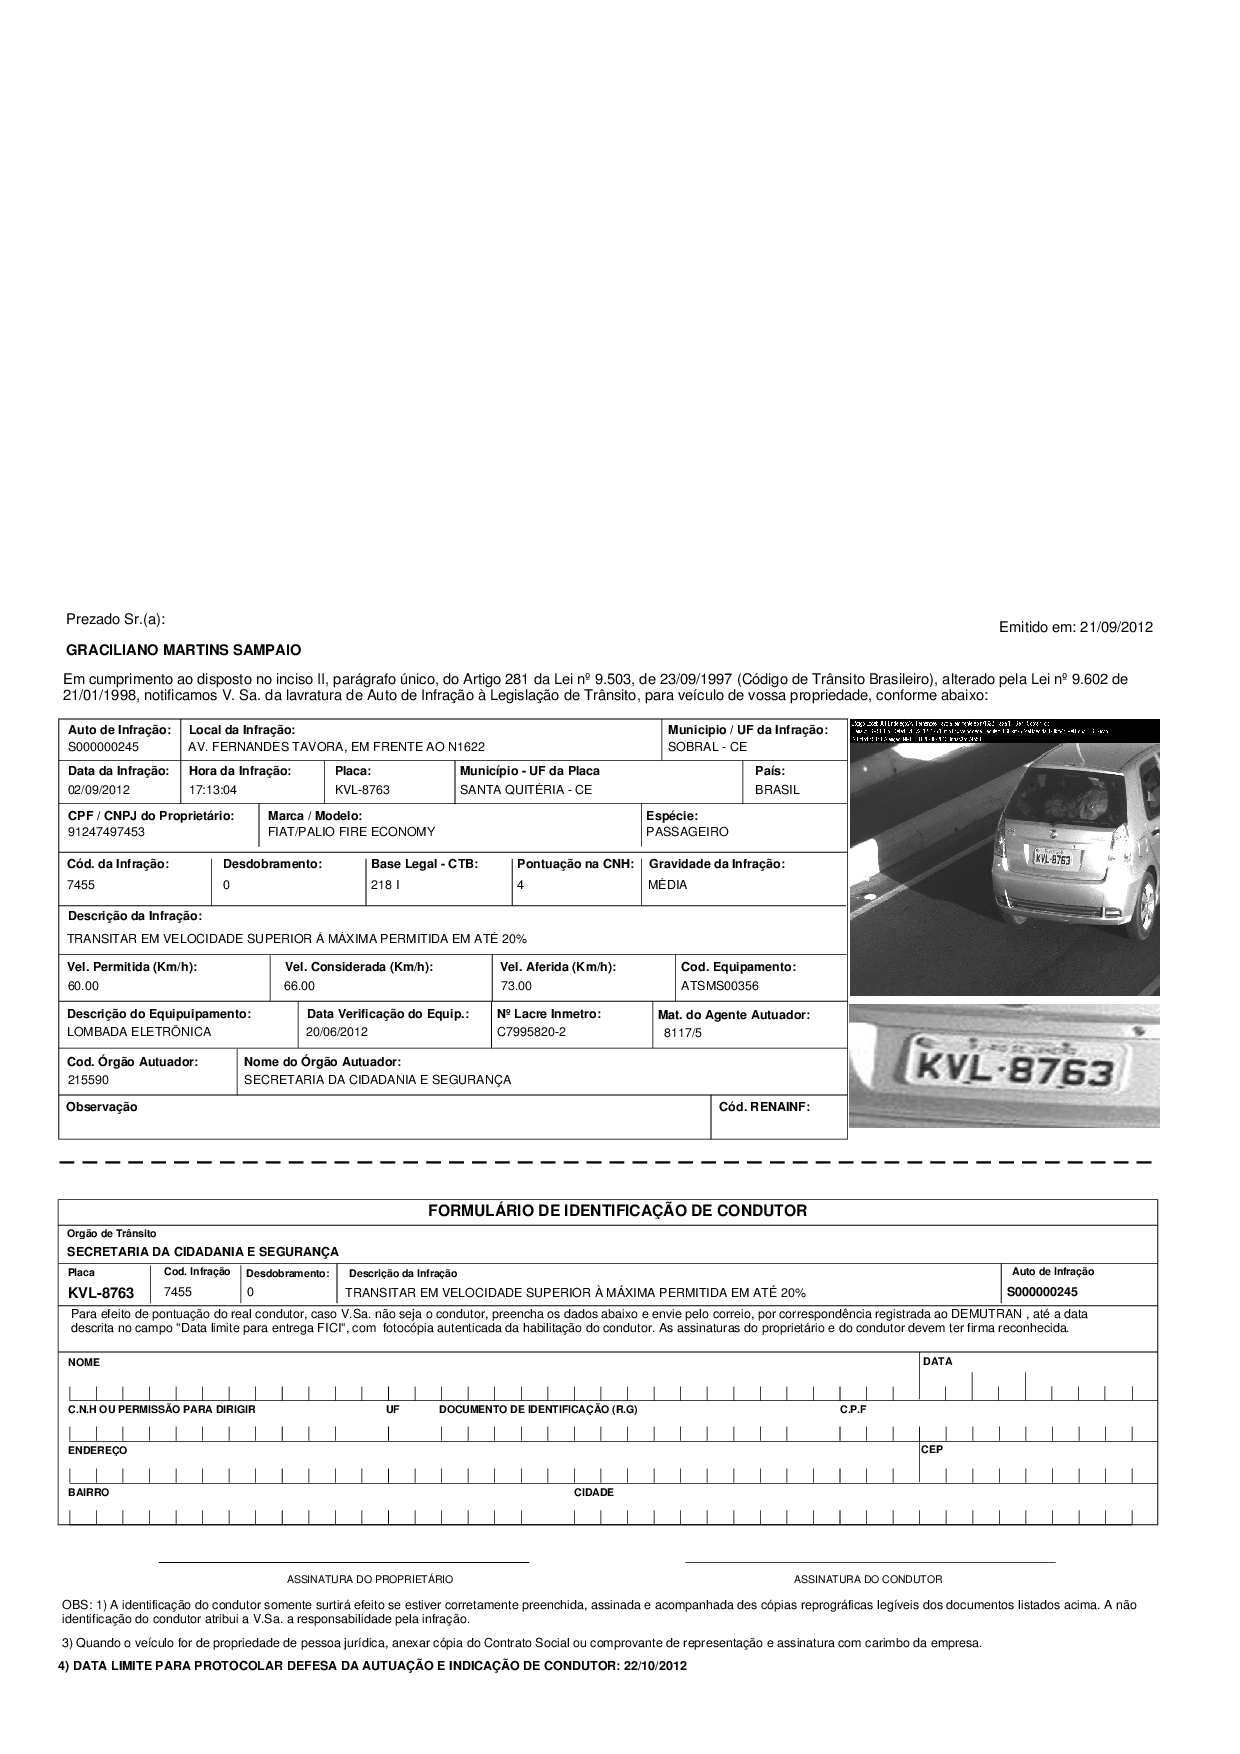 Prezado Sr.(a):
Emitido em: 21/09/2012
GRACILIANO MARTINS SAMPAIO
Em cumprimento ao disposto no inciso II, parágrafo único, do Artigo 281 da Lei nº 9.503, de 23/09/1997 (Código de Trânsito Brasileiro), alterado pela Lei nº 9.602 de
21/01/1998, notificamos V. Sa. da lavratura de Auto de Infração à Legislação de Trânsito, para veículo de vossa propriedade, conforme abaixo:
Auto de Infração: Local da Infração: Municipio / UF da Infração:
S000000245 AV. FERNANDES TAVORA, EM FRENTE AO N1622 SOBRAL - CE
Data da Infração: Hora da Infração: Placa: Município - UF da Placa País:
02/09/2012 17:13:04 KVL-8763 SANTA QUITÉRIA - CE BRASIL
CPF / CNPJ do Proprietário: Marca / Modelo: Espécie:
91247497453 FIAT/PALIO FIRE ECONOMY PASSAGEIRO
Cód. da Infração: Desdobramento: Base Legal - CTB: Pontuação na CNH: Gravidade da Infração:
7455 0 218 I 4 MÉDIA
Descrição da Infração:
TRANSITAR EM VELOCIDADE SUPERIOR À MÁXIMA PERMITIDA EM ATÉ 20%
Vel. Permitida (Km/h): Vel. Considerada (Km/h): Vel. Aferida (Km/h): Cod. Equipamento:
60.00 66.00 73.00 ATSMS00356
Descrição do Equipuipamento: Data Verificação do Equip.: Nº Lacre Inmetro: Mat. do Agente Autuador:
LOMBADA ELETRÔNICA 20/06/2012 C7995820-2 8117/5
Cod. Órgão Autuador: Nome do Órgão Autuador:
215590 SECRETARIA DA CIDADANIA E SEGURANÇA
Observação Cód. RENAINF:
KVL-8763
KVL-8763
FORMULÁRIO DE IDENTIFICAÇÃO DE CONDUTOR
Orgão de Trânsito
SECRETARIA DA CIDADANIA E SEGURANÇA
Placa Cod. Infração Desdobramento: Descrição da Infração Auto de Infração
KVL-8763 7455 0 TRANSITAR EM VELOCIDADE SUPERIOR À MÁXIMA PERMITIDA EM ATÉ 20% S000000245
Para efeito de pontuação do real condutor, caso V.Sa. não seja o condutor, preencha os dados abaixo e envie pelo correio, por correspondência registrada ao DEMUTRAN , até a data
descrita no campo "Data limite para entrega FICI", com fotocópia autenticada da habilitação do condutor. As assinaturas do proprietário e do condutor devem ter firma reconhecida.
NOME DATA
C.N.H OU PERMISSÃO PARA DIRIGIR UF DOCUMENTO DE IDENTIFICAÇÃO (R.G) C.P.F
ENDEREÇO CEP
BAIRRO CIDADE
ASSINATURA DO PROPRIETÁRIO ASSINATURA DO CONDUTOR
OBS: 1) A identificação do condutor somente surtirá efeito se estiver corretamente preenchida, assinada e acompanhada des cópias reprográficas legíveis dos documentos listados acima. A não
identificação do condutor atribui a V.Sa. a responsabilidade pela infração.
3) Quando o veículo for de propriedade de pessoa jurídica, anexar cópia do Contrato Social ou comprovante de representação e assinatura com carimbo da empresa.
4) DATA LIMITE PARA PROTOCOLAR DEFESA DA AUTUAÇÃO E INDICAÇÃO DE CONDUTOR: 22/10/2012